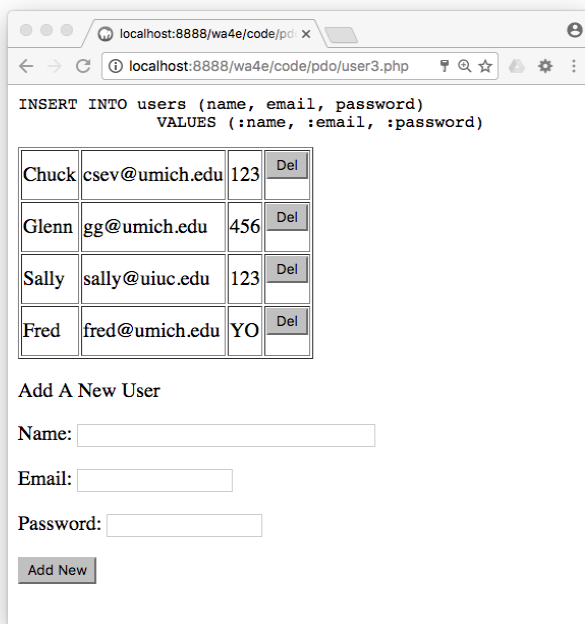 localhost:8888/wa4e/code/pd
localhost:8888/wa4e/code/pdo/user3.php
INSERT INTO users (name, email, password)
VALUES (:name, :email, :password)
Chuck csev@umich.edu 123 Del
Glenn gg@umich.edu 456 Del
Sally sally@uiuc.edu 123 Del
Fred fred@umich.edu YO Del
Add A New User
Name:
Email:
Password:
Add New